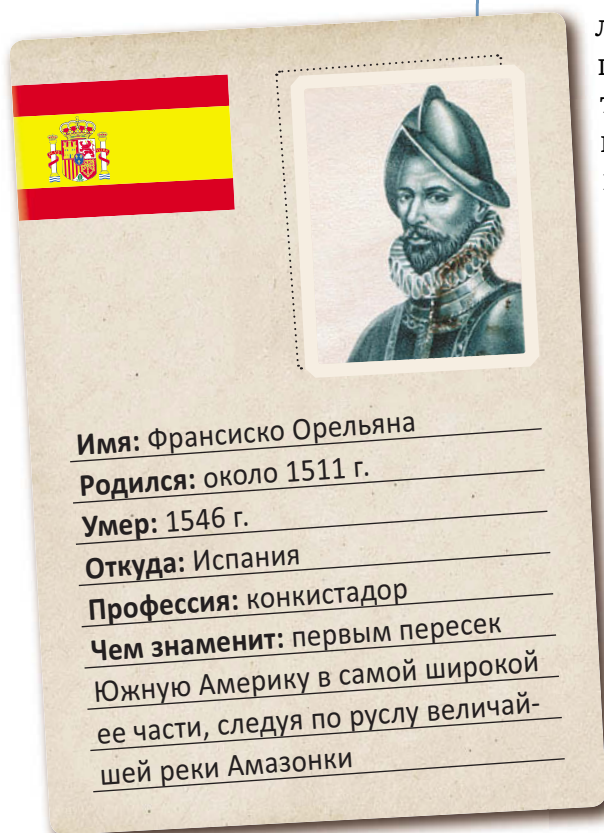 Имя: Франсиско Орельяна
Родился: около 1511 г.
Умер: 1546 г.
Откуда: Испания
Профессия: конкистадор
Чем знаменит: первым пересек
Южную Америку в самой широкой
ее части, следуя по руслу величай-
шей реки Амазонки